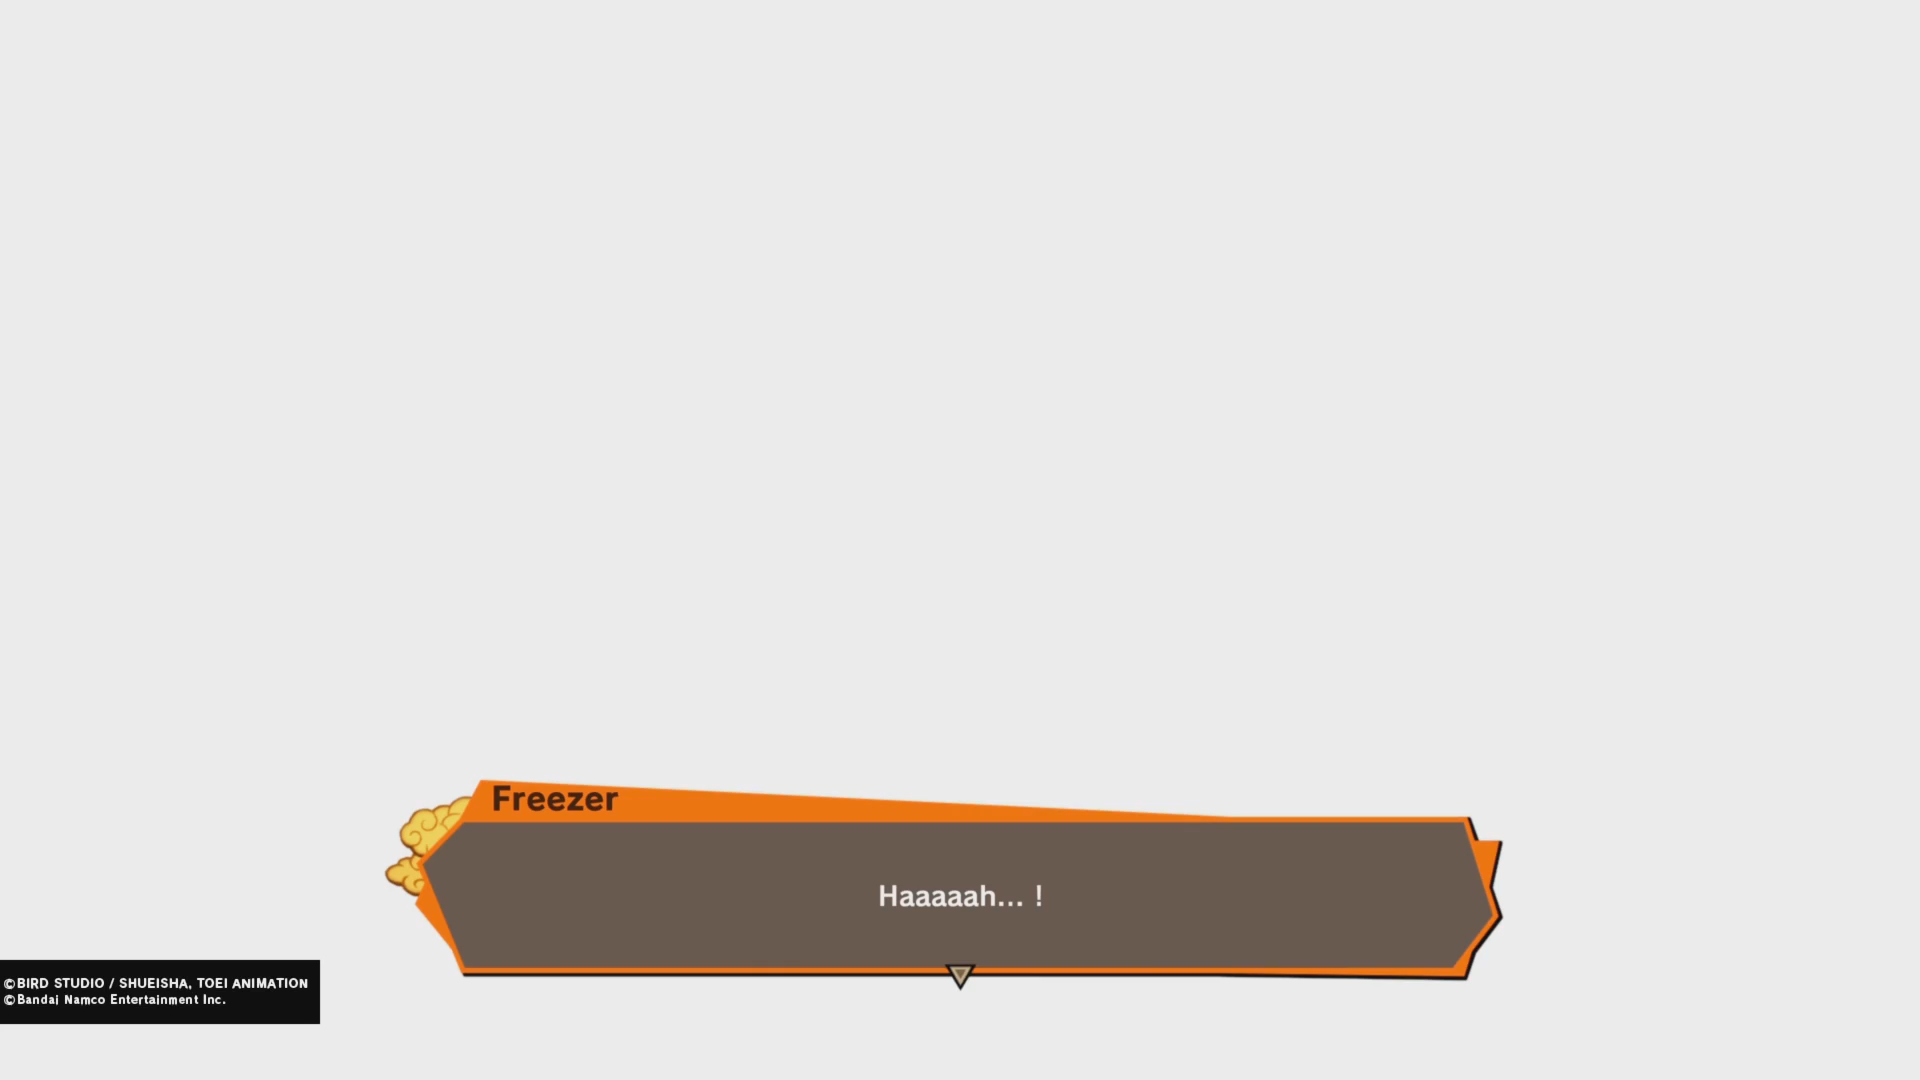 Freezer
Haaaaah... !
©BIRD STUDIO / SHUEISHA, TOEI ANIMATION
©Bandai Namco Entertainment Inc.